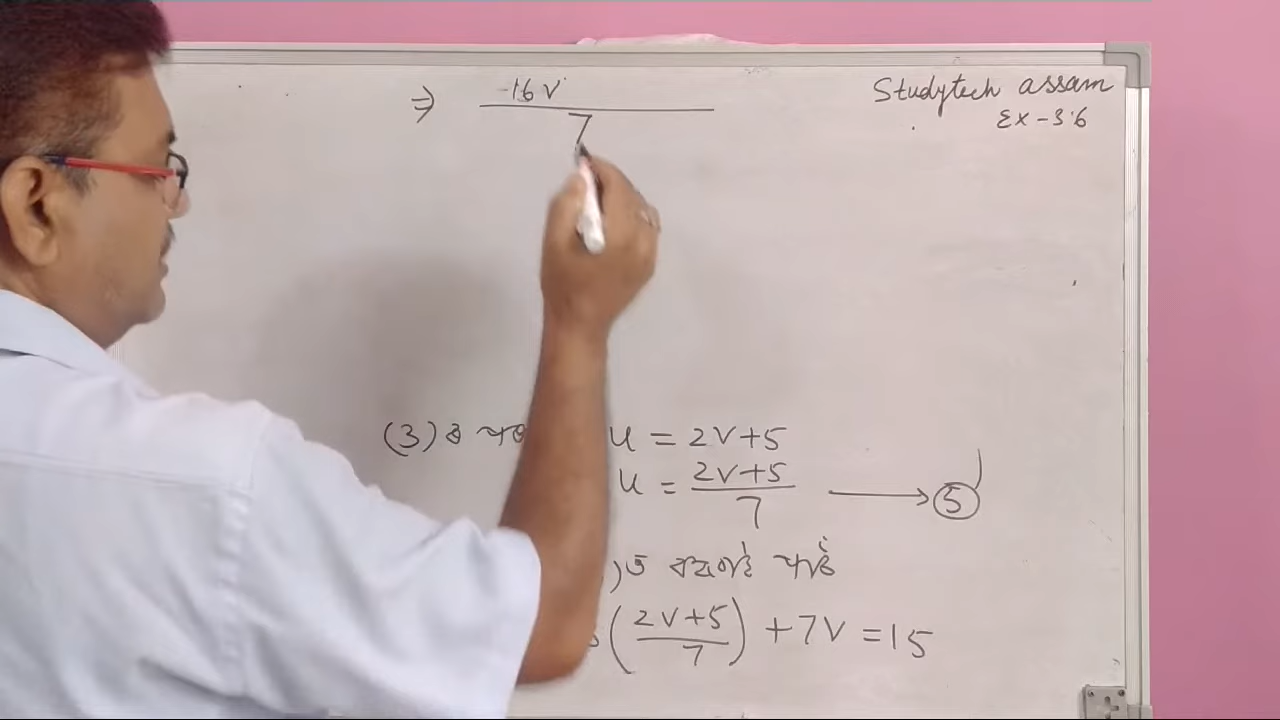 Studytech assam
Ex-3.6
⇒ 16v / 7
(3) ৰ পৰা u = 2v+5
u = (2v+5) / 7 ⟶ ⑤
)ত বহুৱাই পাই
((2v+5) / 7) + 7v = 15